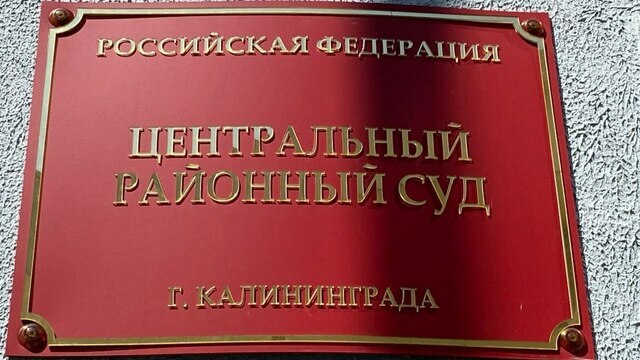 РОССИЙСКАЯ ФЕДЕРАЦИЯ
ЦЕНТРАЛЬНЫЙ
РАЙОННЫЙ СУД
Г. КАЛИНИНГРАДА